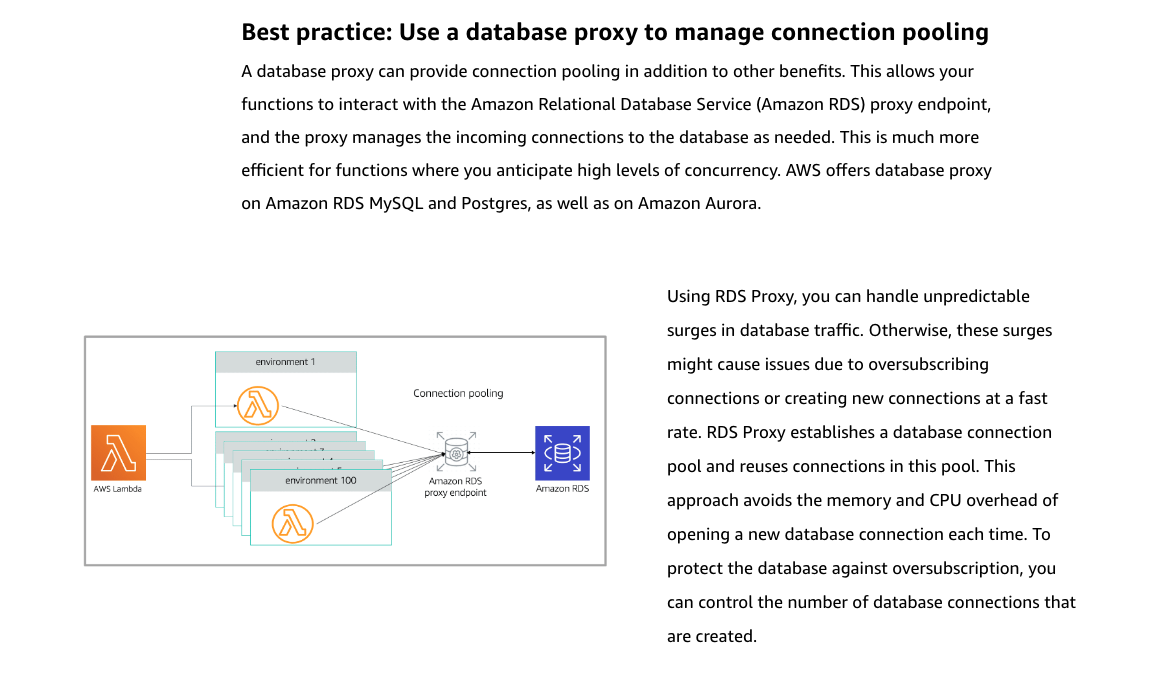 Best practice: Use a database proxy to manage connection pooling
A database proxy can provide connection pooling in addition to other benefits. This allows your
functions to interact with the Amazon Relational Database Service (Amazon RDS) proxy endpoint,
and the proxy manages the incoming connections to the database as needed. This is much more
efficient for functions where you anticipate high levels of concurrency. AWS offers database proxy
on Amazon RDS MySQL and Postgres, as well as on Amazon Aurora.
environment 1
Connection pooling
environment 100
AWS Lambda
Amazon RDS
proxy endpoint
Amazon RDS
Using RDS Proxy, you can handle unpredictable
surges in database traffic. Otherwise, these surges
might cause issues due to oversubscribing
connections or creating new connections at a fast
rate. RDS Proxy establishes a database connection
pool and reuses connections in this pool. This
approach avoids the memory and CPU overhead of
opening a new database connection each time. To
protect the database against oversubscription, you
can control the number of database connections that
are created.